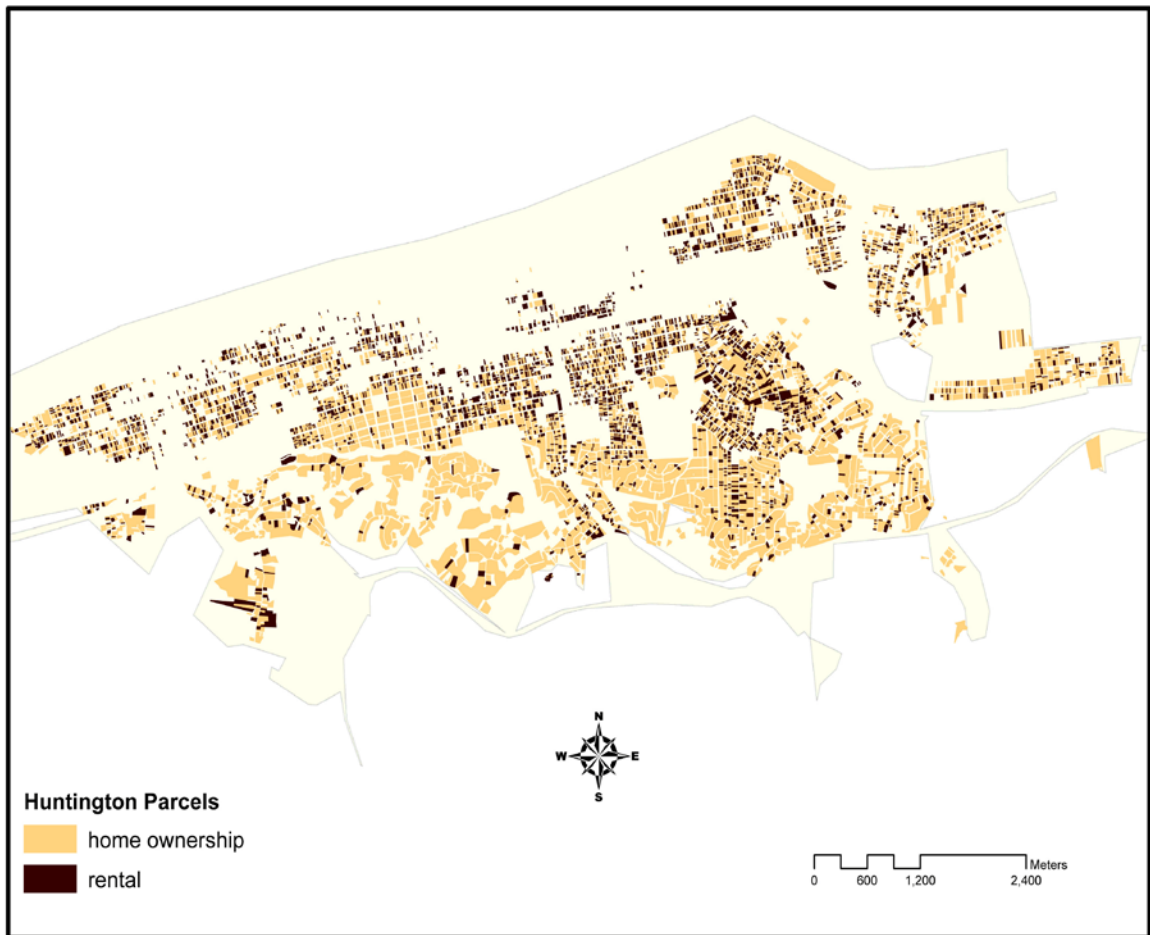 N
W E
S
Huntington Parcels
home ownership
rental
Meters
0 600 1,200 2,400